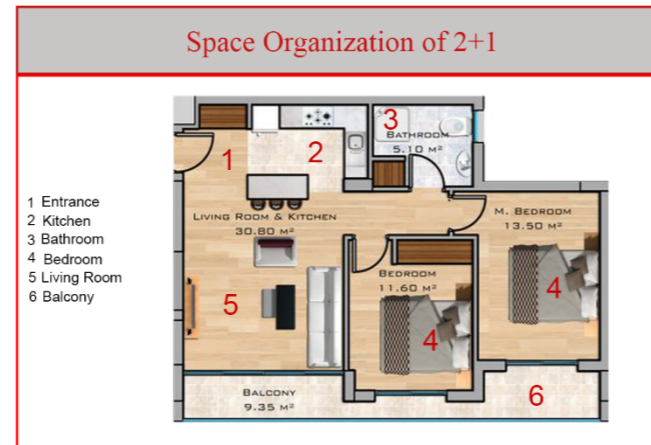 Space Organization of 2+1
1 Entrance
2 Kitchen
3 Bathroom
4 Bedroom
5 Living Room
6 Balcony
3
BATHROOM
5.10 M²
1
2
LIVING ROOM & KITCHEN
30.80 M²
M. BEDROOM
13.50 M²
BEDROOM
11.60 M²
4
5
4
BALCONY
9.35 M²
6